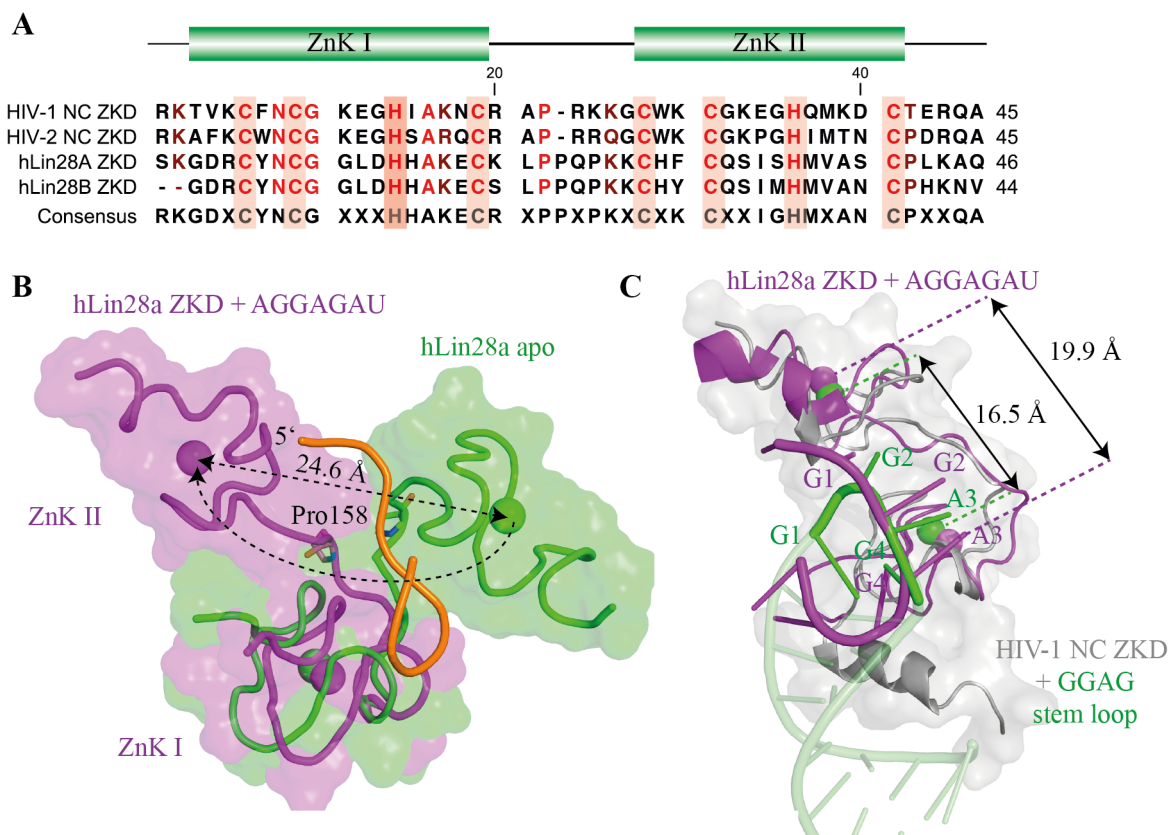 A
ZnK I ZnK II
20 40
HIV-1 NC ZKD RKTVKCFNCG KEGHIAKNCR AP-RKKGCWK CGKEGHQMKD CTERQA 45
HIV-2 NC ZKD RKAFKCWNCG KEGHSARQCR AP-RRQGCWK CGKPGHIMTN CPDRQA 45
hLin28A ZKD SKGDRCYNCG GLDHHAKECK LPPQPKKCHF CQSISHMVAS CPLKAQ 46
hLin28B ZKD --GDRCYNCG GLDHHAKECS LPPQPKKCHY CQSIMHMVAN CPHKNV 44
Consensus RKGDXCYNCG XXXHHAKECR XPPXPKXCXK CXXIGHMXAN CPXXQA
B
hLin28a ZKD + AGGAGAU
hLin28a apo
5‘
24.6 Å
Pro158
ZnK II
ZnK I
C
hLin28a ZKD + AGGAGAU
19.9 Å
16.5 Å
G1 G2 G2
A3
G1 G4 A3
G4
HIV-1 NC ZKD
+ GGAG
stem loop